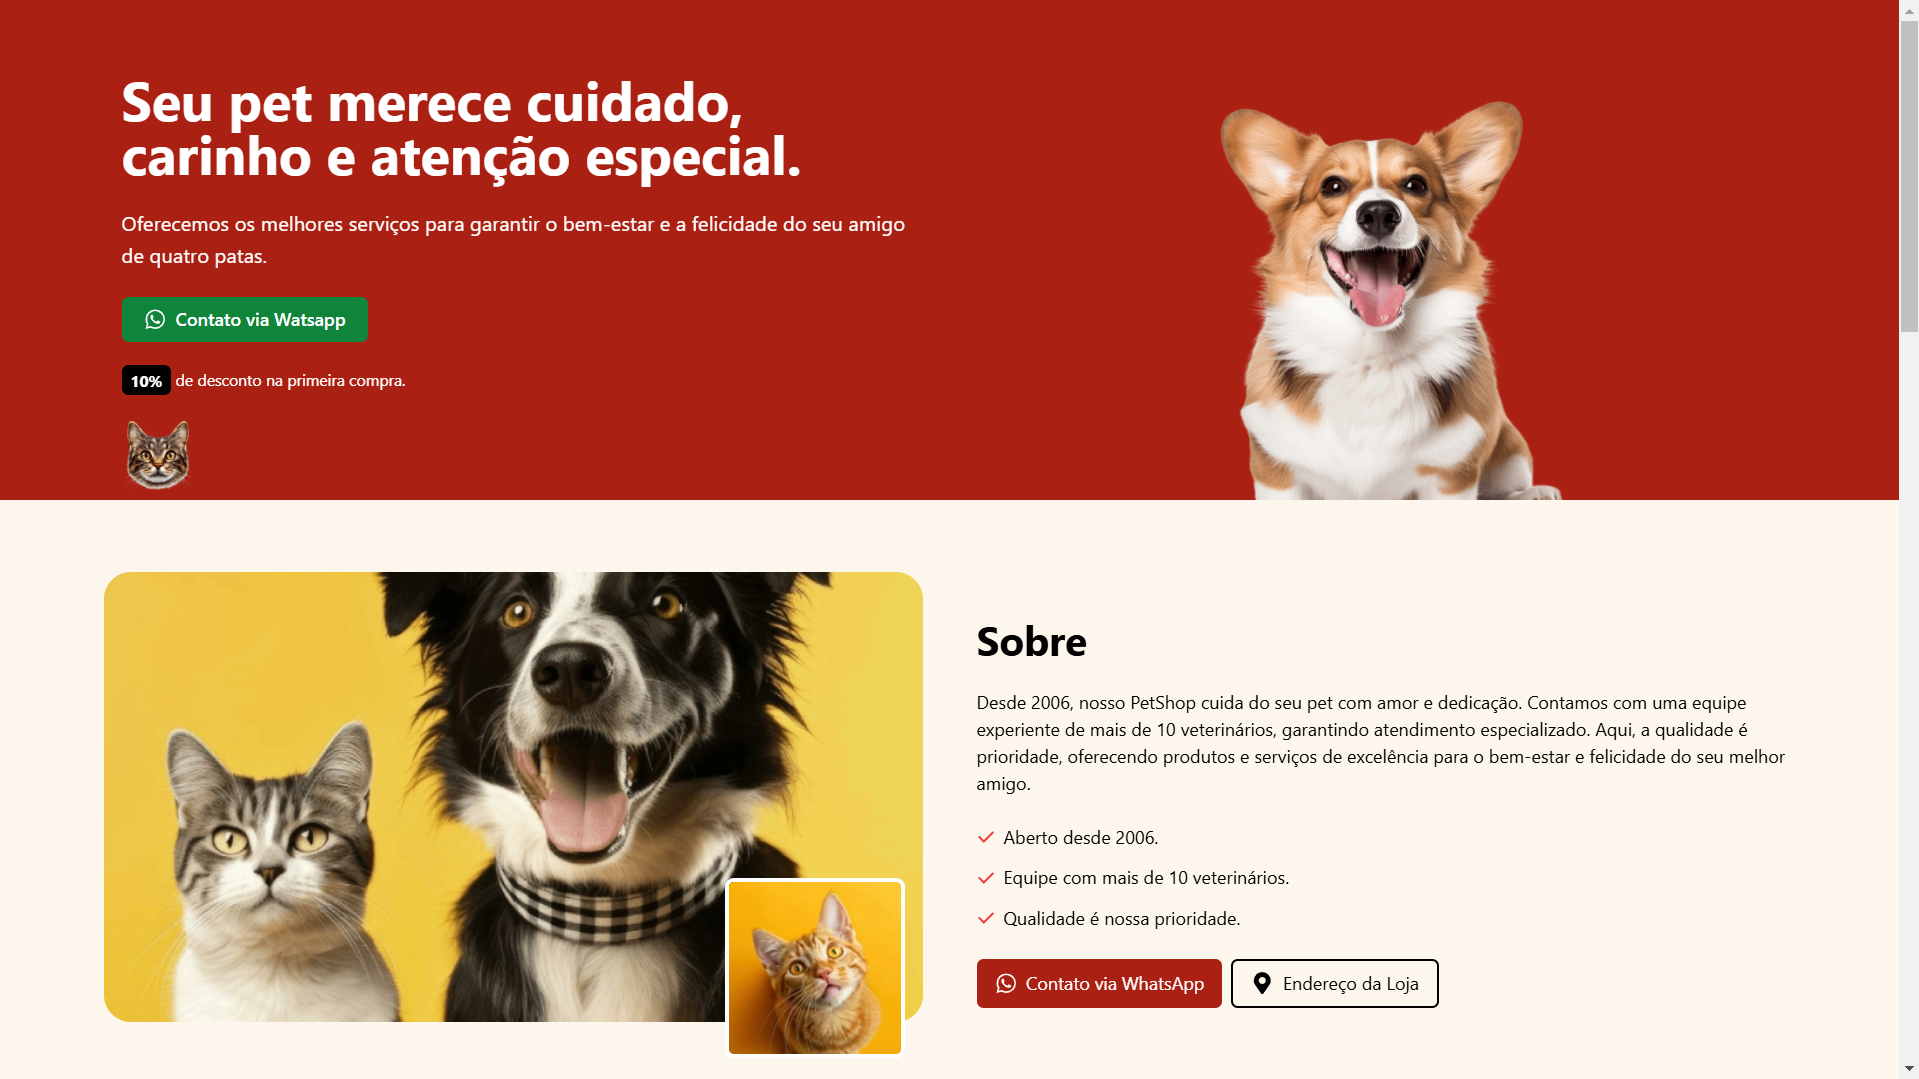 Seu pet merece cuidado,
carinho e atenção especial.
Oferecemos os melhores serviços para garantir o bem-estar e a felicidade do seu amigo
de quatro patas.
Contato via Watsapp
10% de desconto na primeira compra.
Sobre
Desde 2006, nosso PetShop cuida do seu pet com amor e dedicação. Contamos com uma equipe
experiente de mais de 10 veterinários, garantindo atendimento especializado. Aqui, a qualidade é
prioridade, oferecendo produtos e serviços de excelência para o bem-estar e felicidade do seu melhor
amigo.
Aberto desde 2006.
Equipe com mais de 10 veterinários.
Qualidade é nossa prioridade.
Contato via WhatsApp
Endereço da Loja